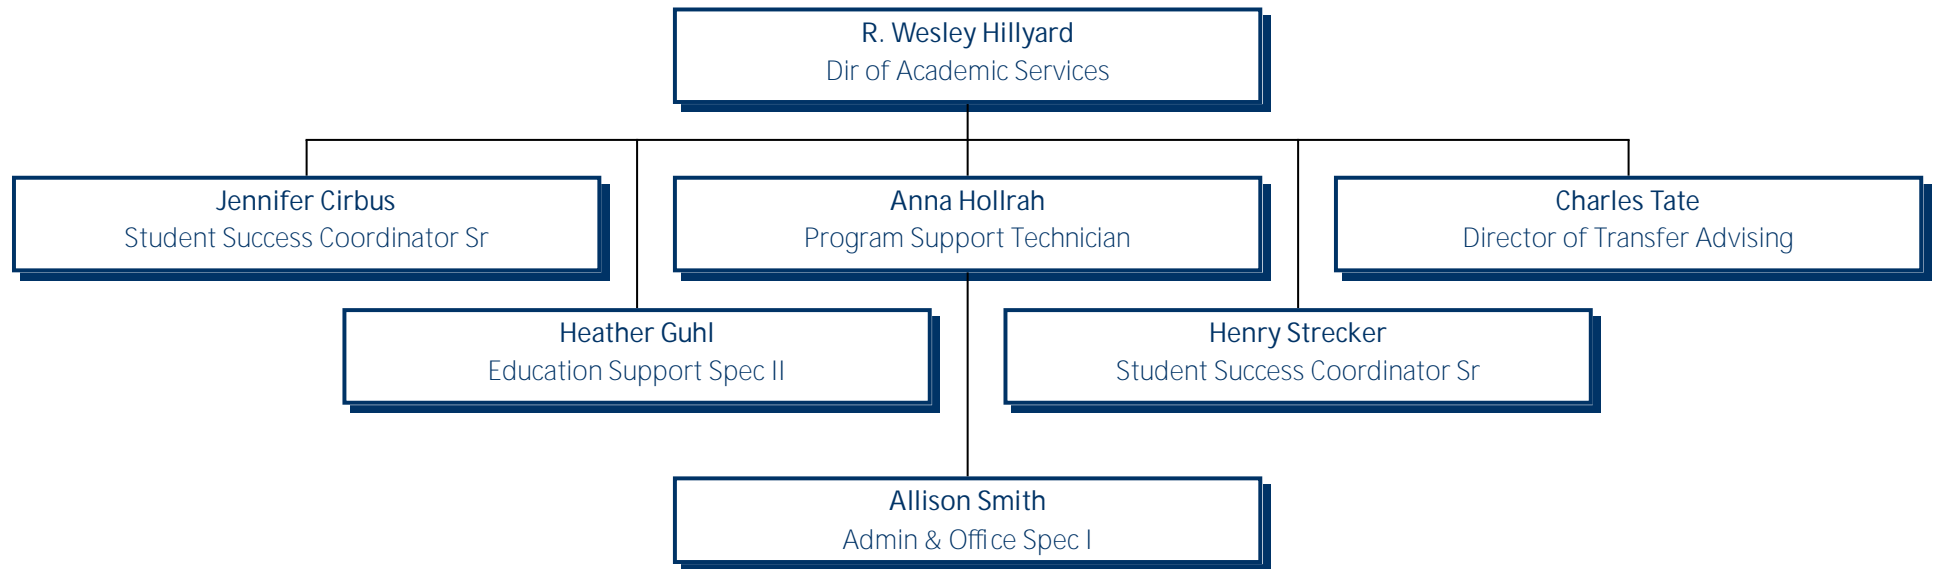 R. Wesley Hillyard
Dir of Academic Services
Jennifer Cirbus
Student Success Coordinator Sr
Anna Hollrah
Program Support Technician
Charles Tate
Director of Transfer Advising
Heather Guhl
Education Support Spec II
Henry Strecker
Student Success Coordinator Sr
Allison Smith
Admin & Office Spec I